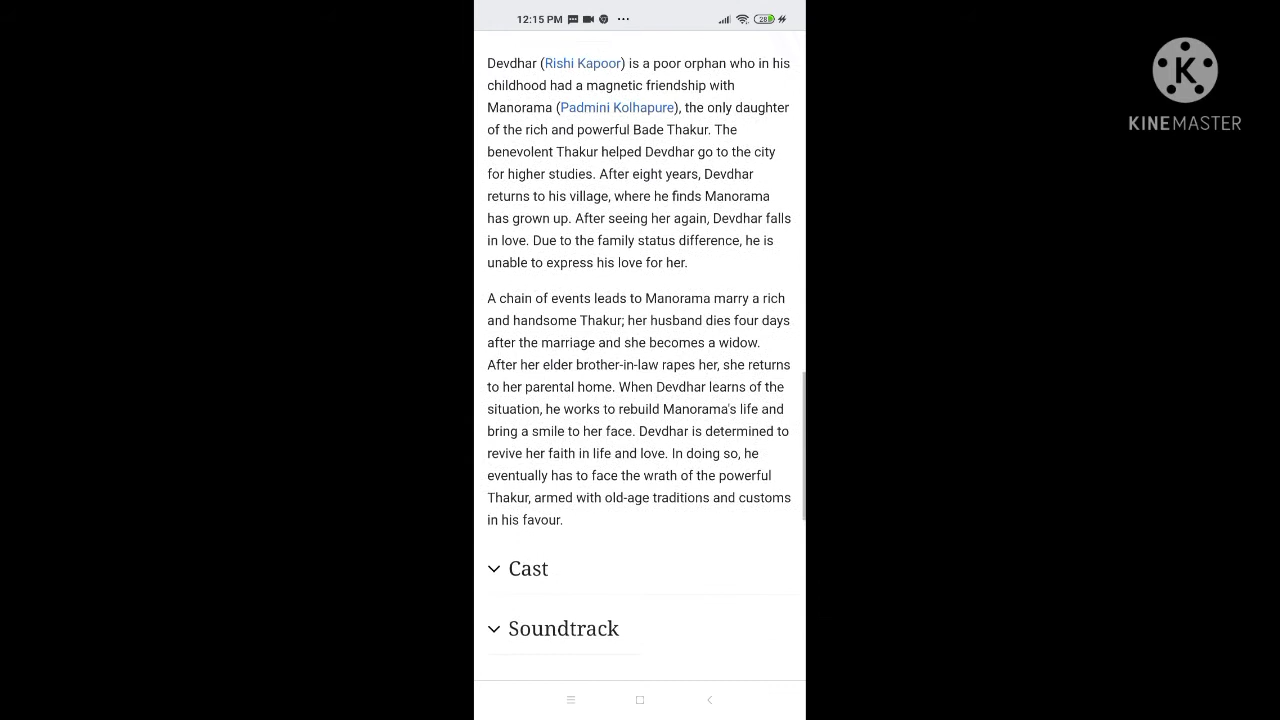 12:15 PM
28
Devdhar (Rishi Kapoor) is a poor orphan who in his
childhood had a magnetic friendship with
Manorama (Padmini Kolhapure), the only daughter
of the rich and powerful Bade Thakur. The
benevolent Thakur helped Devdhar go to the city
for higher studies. After eight years, Devdhar
returns to his village, where he finds Manorama
has grown up. After seeing her again, Devdhar falls
in love. Due to the family status difference, he is
unable to express his love for her.
A chain of events leads to Manorama marry a rich
and handsome Thakur; her husband dies four days
after the marriage and she becomes a widow.
After her elder brother-in-law rapes her, she returns
to her parental home. When Devdhar learns of the
situation, he works to rebuild Manorama's life and
bring a smile to her face. Devdhar is determined to
revive her faith in life and love. In doing so, he
eventually has to face the wrath of the powerful
Thakur, armed with old-age traditions and customs
in his favour.
Cast
Soundtrack
K
KINEMASTER